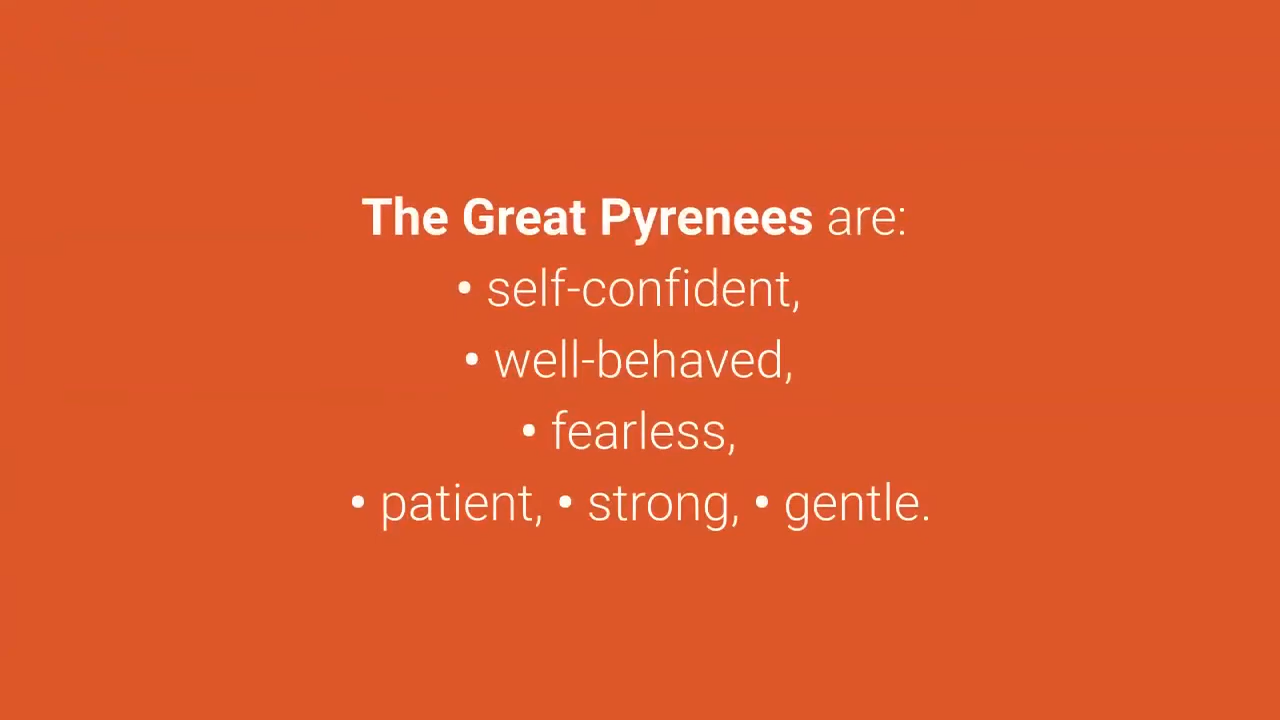 The Great Pyrenees are:
• self-confident,
• well-behaved,
• fearless,
• patient, • strong, • gentle.